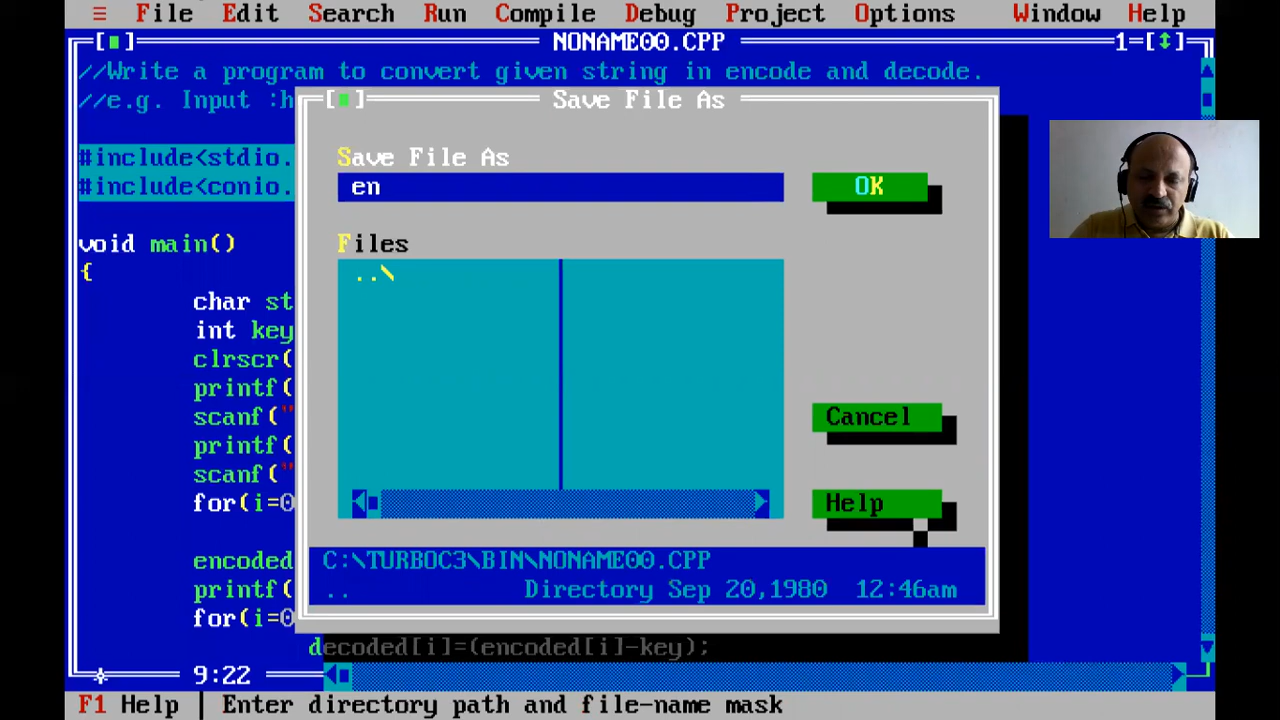 ≡ File Edit Search Run Compile Debug Project Options Window Help
[■] NONAME00.CPP 1=[↕]
//Write a program to convert given string in encode and decode.
//e.g. Input :h
[■] Save File As
#include<stdio.
Save File As
#include<conio.
en OK
void main()
Files
{
..\
char st
int key
clrscr(
printf(
scanf("
Cancel
printf(
scanf("
for(i=0
Help
encoded
C:\TURBOC3\BIN\NONAME00.CPP
printf(
.. Directory Sep 20,1980 12:46am
for(i=0
decoded[i]=(encoded[i]-key);
9:22
F1 Help │ Enter directory path and file-name mask